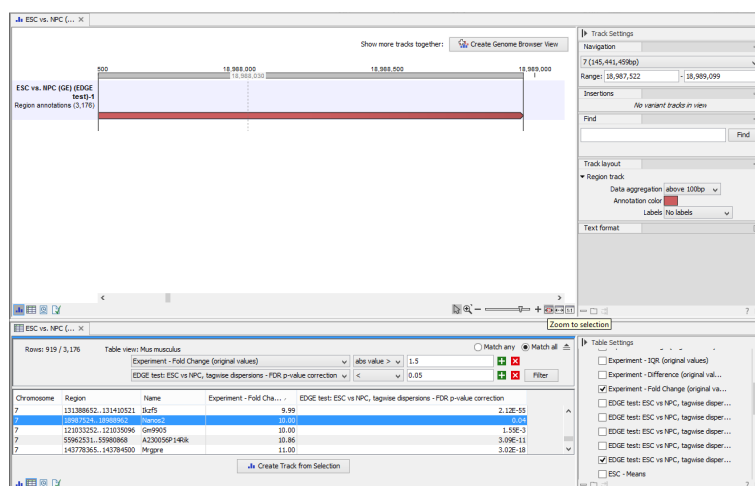 ESC vs. NPC (... ×
Show more tracks together:
Create Genome Browser View
500
18,988,000
18,988,500
18,989,000
18,988,030
ESC vs. NPC (GE) (EDGE
test)-1
Region annotations (3,176)
Zoom to selection
Track Settings
Navigation
7 (145,441,459bp)
Range: 18,987,522 - 18,989,099
Insertions
No variant tracks in view
Find
Find
Track layout
Region track
Data aggregation above 100bp
Annotation color
Labels No labels
Text format
ESC vs. NPC (... ×
Rows: 919 / 3,176 Table view: Mus musculus
Match any Match all
Experiment - Fold Change (original values) abs value > 1.5
EDGE test: ESC vs NPC, tagwise dispersions - FDR p-value correction < 0.05 Filter
Chromosome Region Name Experiment - Fold Cha... EDGE test: ESC vs NPC, tagwise dispersions - FDR p-value correction
7 131388652..131410521 Ikzf5 9.99 2.12E-55
7 18987524..18988962 Nanos2 10.00 0.04
7 121033252..121035096 Gm9905 10.00 1.55E-3
7 55962531..55980868 A230056P14Rik 10.86 3.09E-11
7 143778365..143784500 Mrgpre 11.00 3.02E-18
Create Track from Selection
Table Settings
Experiment - IQR (original values)
Experiment - Difference (original val...
Experiment - Fold Change (original va...
EDGE test: ESC vs NPC, tagwise disper...
EDGE test: ESC vs NPC, tagwise disper...
EDGE test: ESC vs NPC, tagwise disper...
EDGE test: ESC vs NPC, tagwise disper...
EDGE test: ESC vs NPC, tagwise disper...
ESC - Means